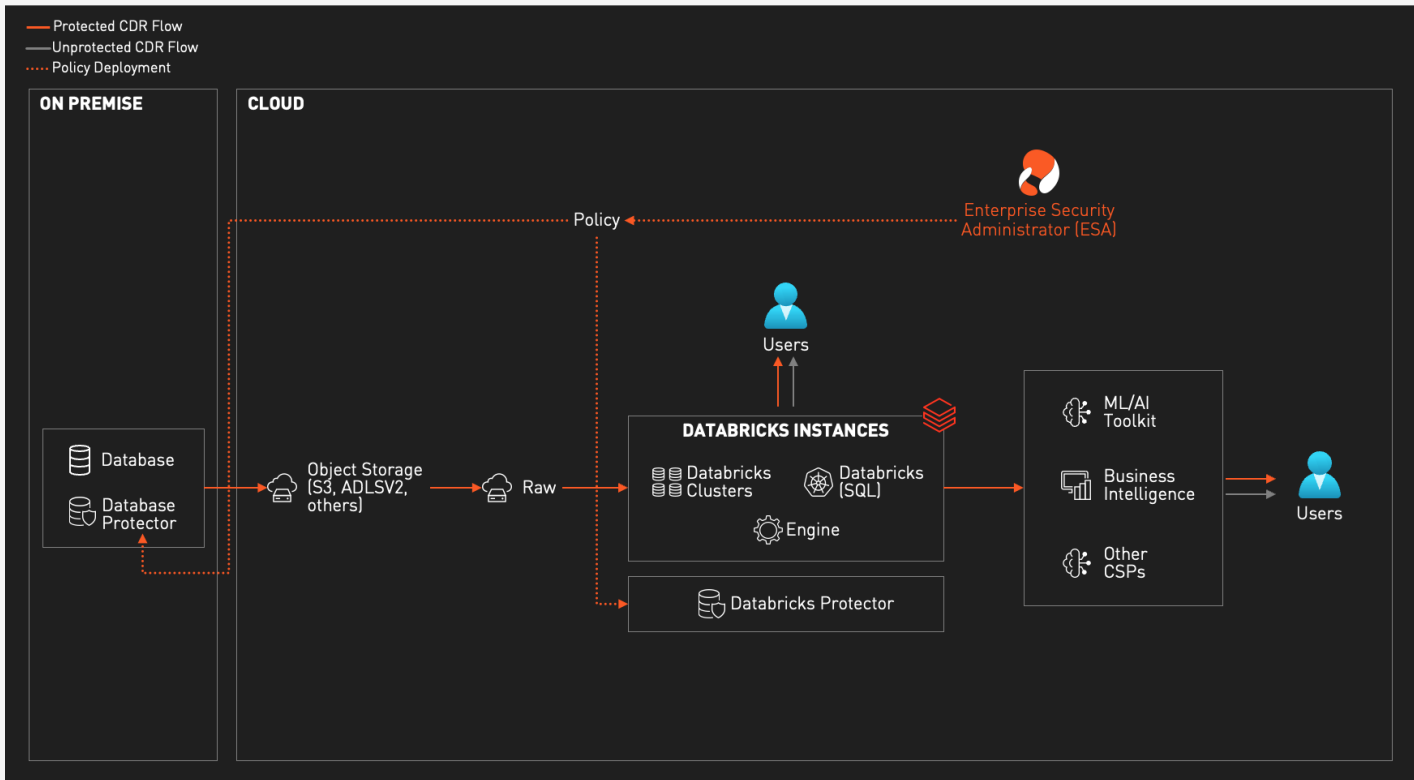 Protected CDR Flow
Unprotected CDR Flow
Policy Deployment
ON PREMISE
CLOUD
Enterprise Security
Administrator (ESA)
Policy
Users
Database
Database
Protector
Object Storage
(S3, ADLSV2,
others)
Raw
DATABRICKS INSTANCES
Databricks
Clusters
Databricks
(SQL)
Engine
Databricks Protector
ML/AI
Toolkit
Business
Intelligence
Other
CSPs
Users